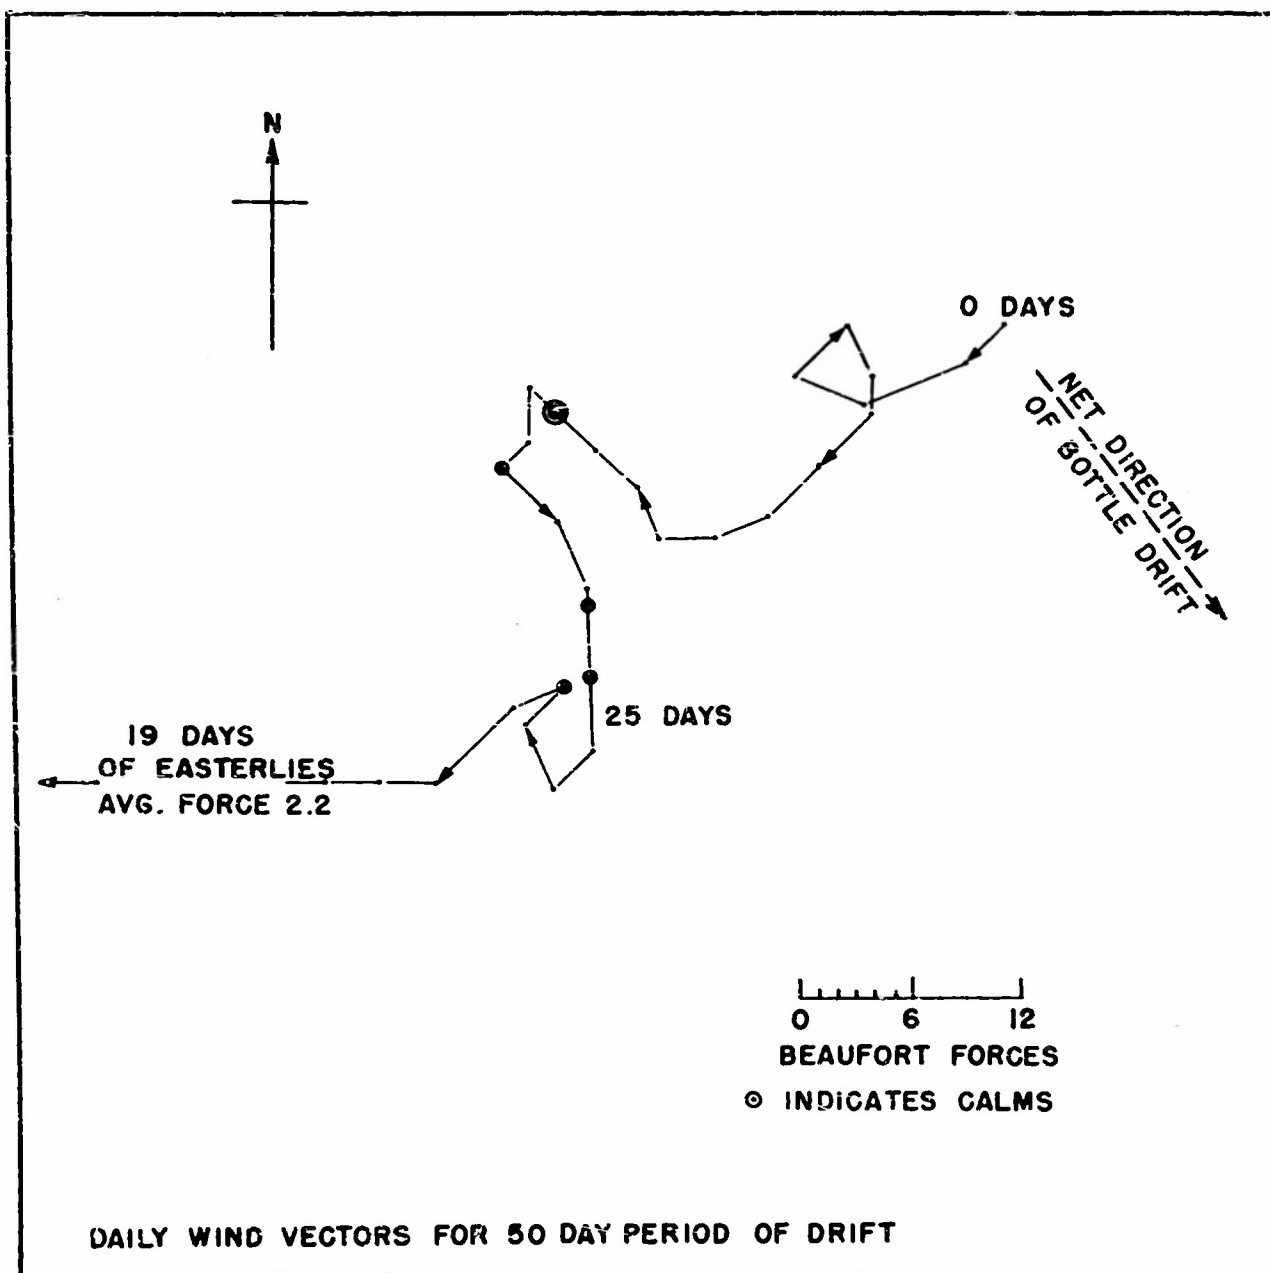 N
0 DAYS
NET DIRECTION
OF BOTTLE DRIFT
25 DAYS
19 DAYS
OF EASTERLIES
AVG. FORCE 2.2
0 6 12
BEAUFORT FORCES
INDICATES CALMS
DAILY WIND VECTORS FOR 50 DAY PERIOD OF DRIFT